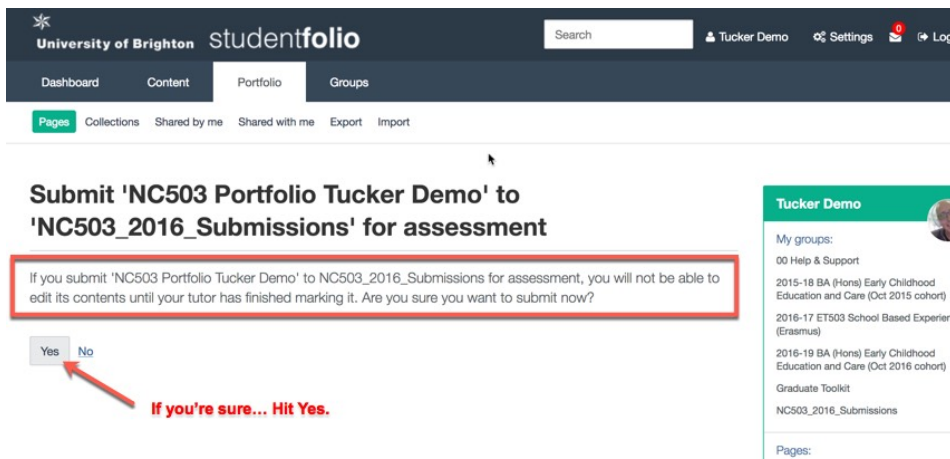 University of Brighton studentfolio
Search
Tucker Demo
Settings
0
Log
Dashboard Content Portfolio Groups
Pages Collections Shared by me Shared with me Export Import
Submit 'NC503 Portfolio Tucker Demo' to
'NC503_2016_Submissions' for assessment
If you submit 'NC503 Portfolio Tucker Demo' to NC503_2016_Submissions for assessment, you will not be able to
edit its contents until your tutor has finished marking it. Are you sure you want to submit now?
Yes No
If you're sure... Hit Yes.
Tucker Demo
My groups:
00 Help & Support
2015-18 BA (Hons) Early Childhood
Education and Care (Oct 2015 cohort)
2016-17 ET503 School Based Experien
(Erasmus)
2016-19 BA (Hons) Early Childhood
Education and Care (Oct 2016 cohort)
Graduate Toolkit
NC503_2016_Submissions
Pages: